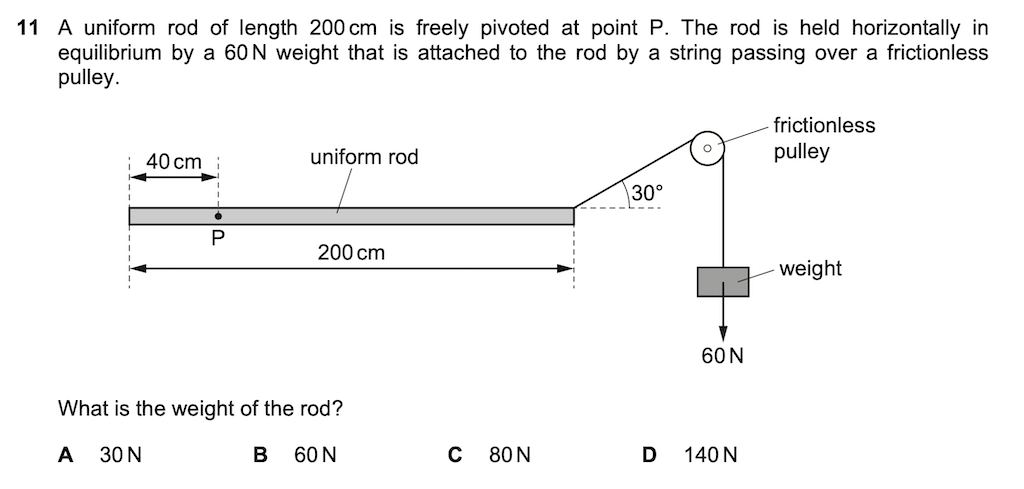 11 A uniform rod of length 200 cm is freely pivoted at point P. The rod is held horizontally in
equilibrium by a 60 N weight that is attached to the rod by a string passing over a frictionless
pulley.
frictionless
pulley
40 cm
uniform rod
30°
P
200 cm
weight
60 N
What is the weight of the rod?
A 30 N B 60 N C 80 N D 140 N